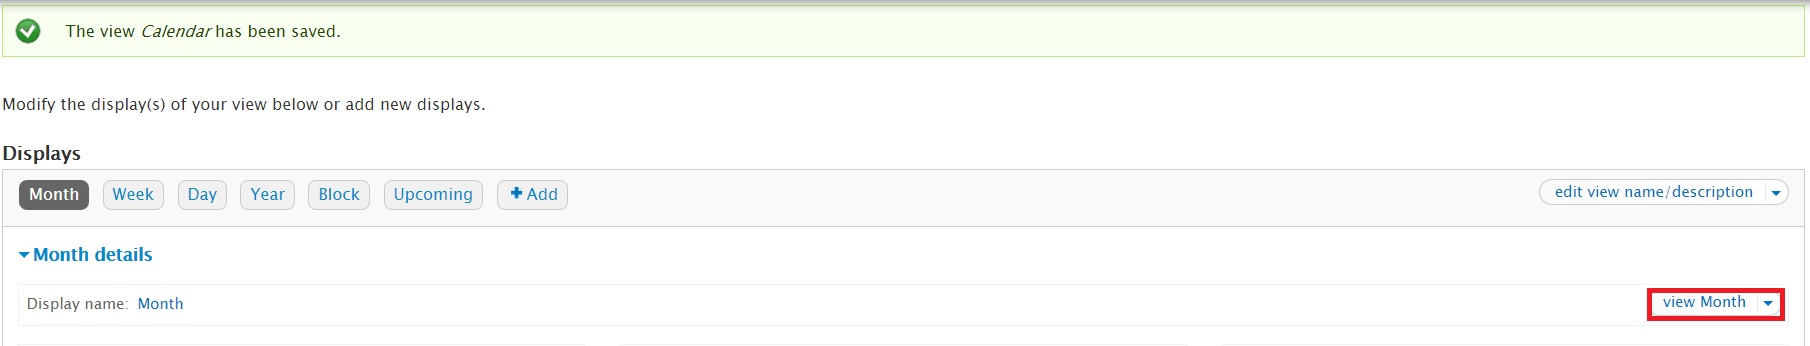 The view Calendar has been saved.
Modify the display(s) of your view below or add new displays.
Displays
Month Week Day Year Block Upcoming +Add edit view name/description
Month details
Display name: Month view Month